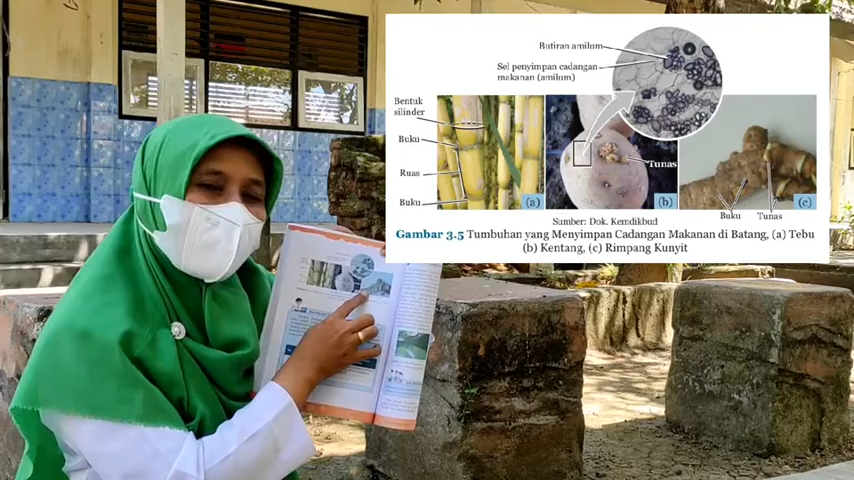 Butiran amilum
Sel penyimpan cadangan
makanan (amilum)
Bentuk
silinder
Buku
Ruas
Buku
(a)
Tunas
(b)
Buku
Tunas
(c)
Sumber: Dok. Kemdikbud
Gambar 3.5 Tumbuhan yang Menyimpan Makanan di Batang, (a) Tebu
(b) Kentang, (c) Rimpang Kunyit